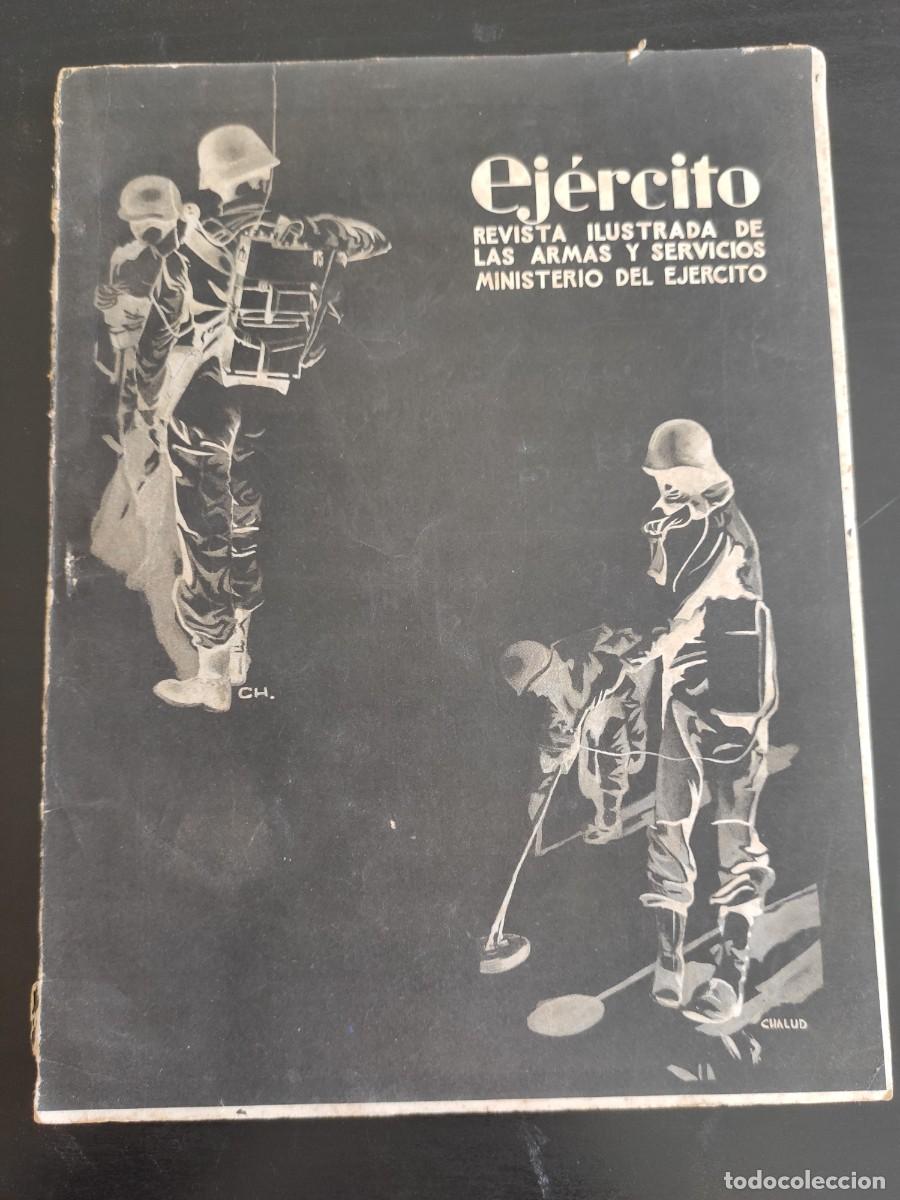 ejército
REVISTA ILUSTRADA DE
LAS ARMAS Y SERVICIOS
MINISTERIO DEL EJERCITO
CH.
CHALUD
todocoleccion